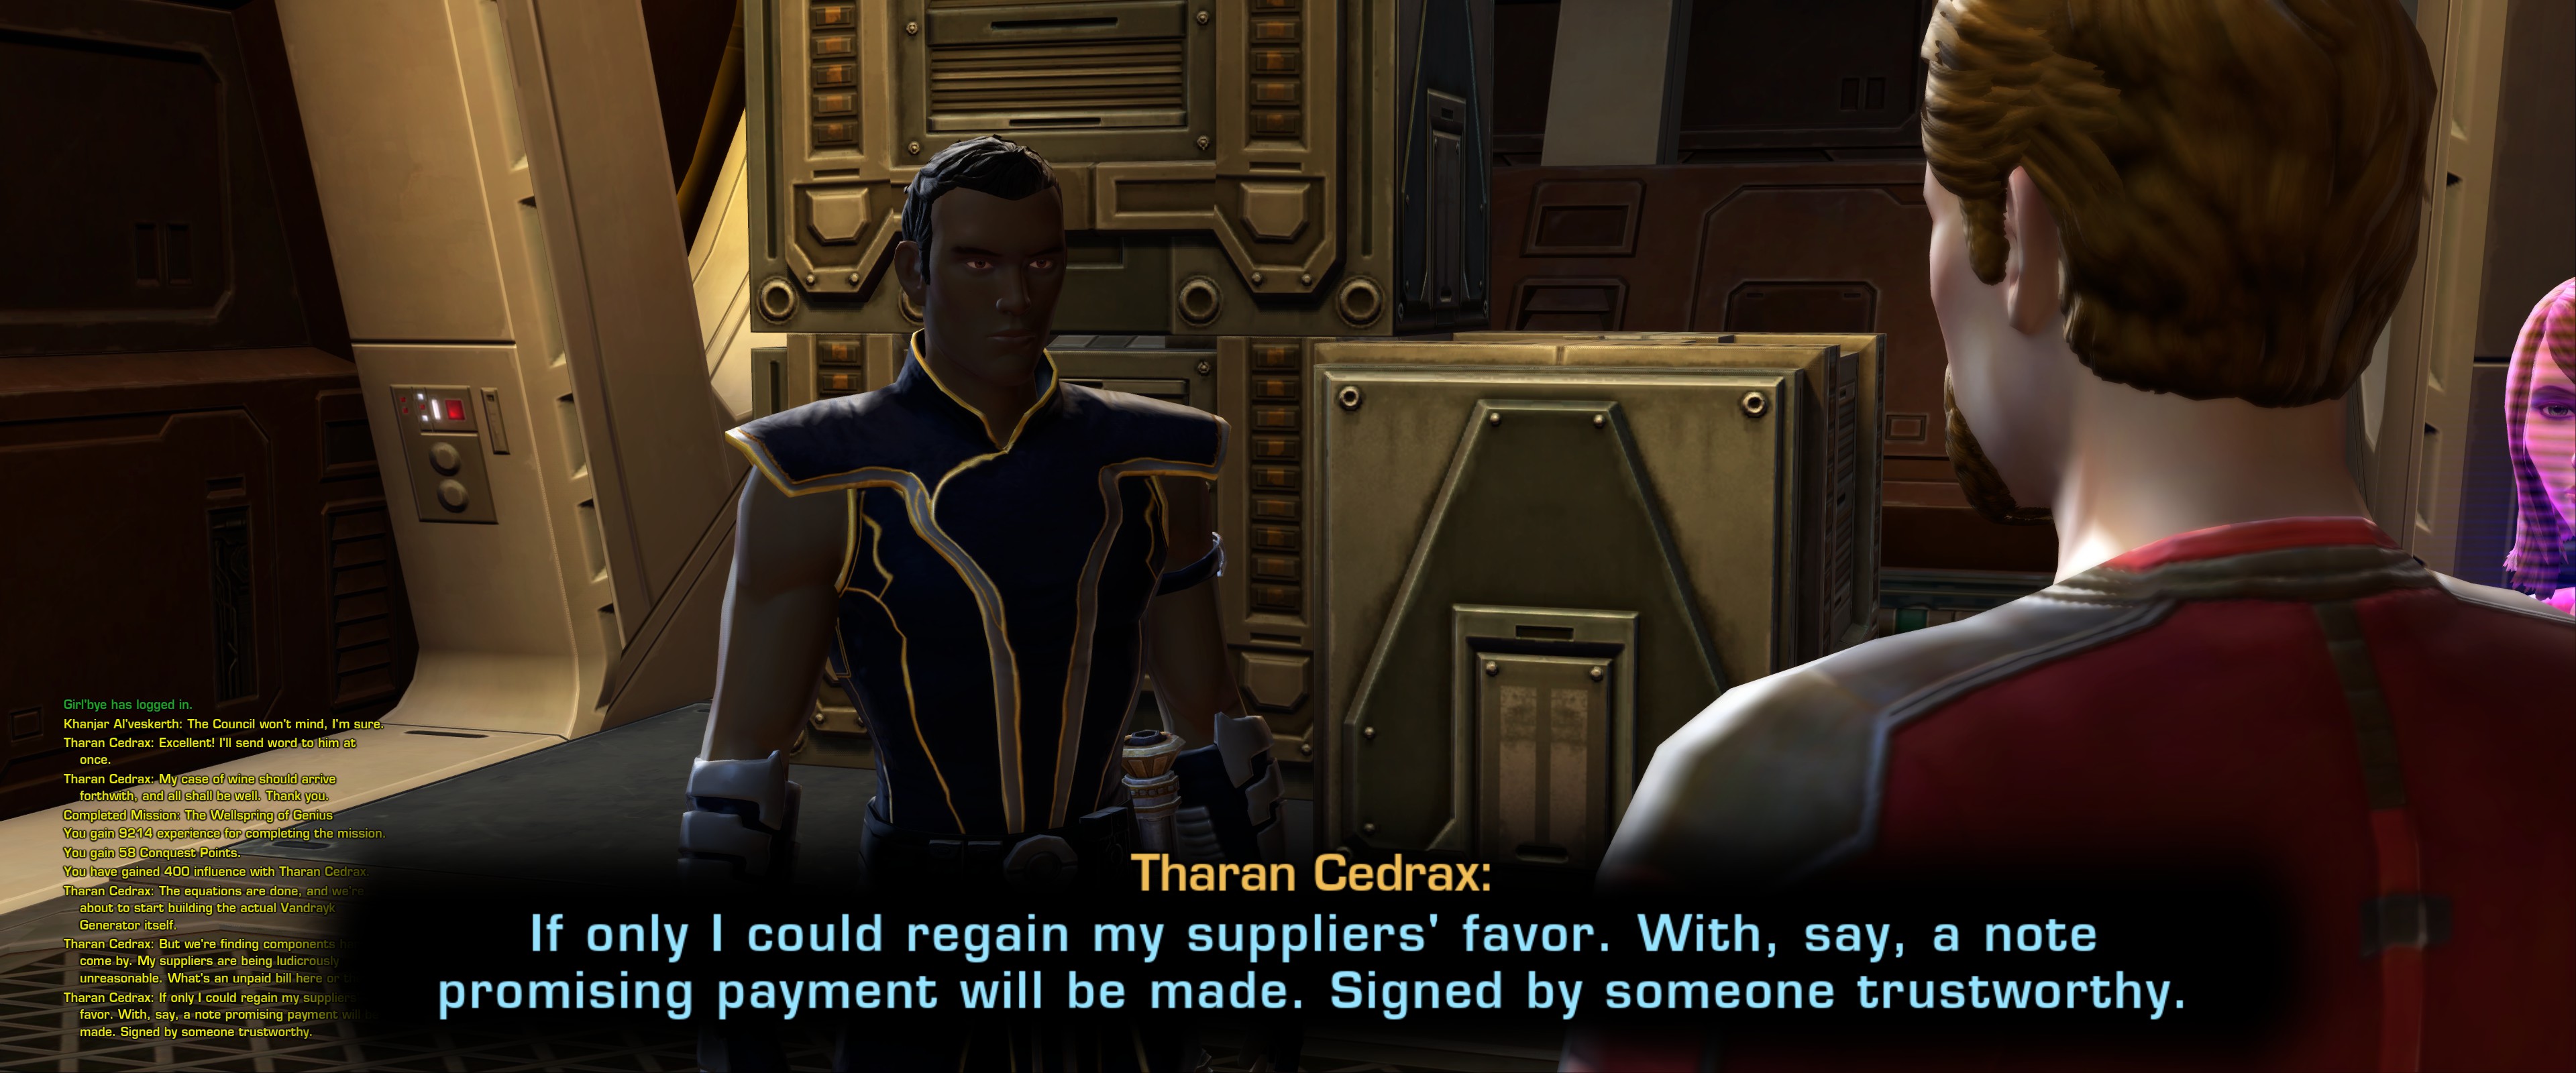 Girl'bye has logged in.
Khanjar Al'veskerth: The Council won't mind, I'm sure.
Tharan Cedrax: Excellent! I'll send word to him at
once.
Tharan Cedrax: My case of wine should arrive
forthwith, and all shall be well. Thank you.
Completed Mission: The Wellspring of Genius
You gain 9214 experience for completing the mission.
You gain 58 Conquest Points.
You have gained 400 influence with Tharan Cedrax.
Tharan Cedrax: The equations are done, and we're
about to start building the actual Vandrayk
Generator itself.
Tharan Cedrax: But we're finding components
come by. My suppliers are being ludicrously
unreasonable. What's an unpaid bill here or
Tharan Cedrax: If only I could regain my suppliers'
favor. With, say, a note promising payment will be
made. Signed by someone trustworthy.
Tharan Cedrax:
If only I could regain my suppliers' favor. With, say, a note
promising payment will be made. Signed by someone trustworthy.